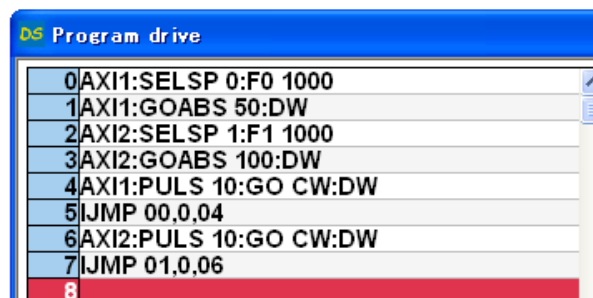 DS Program drive
0 AXI1:SELSP 0:F0 1000
1 AXI1:GOABS 50:DW
2 AXI2:SELSP 1:F1 1000
3 AXI2:GOABS 100:DW
4 AXI1:PULS 10:GO CW:DW
5 IJMP 00,0,04
6 AXI2:PULS 10:GO CW:DW
7 IJMP 01,0,06
8